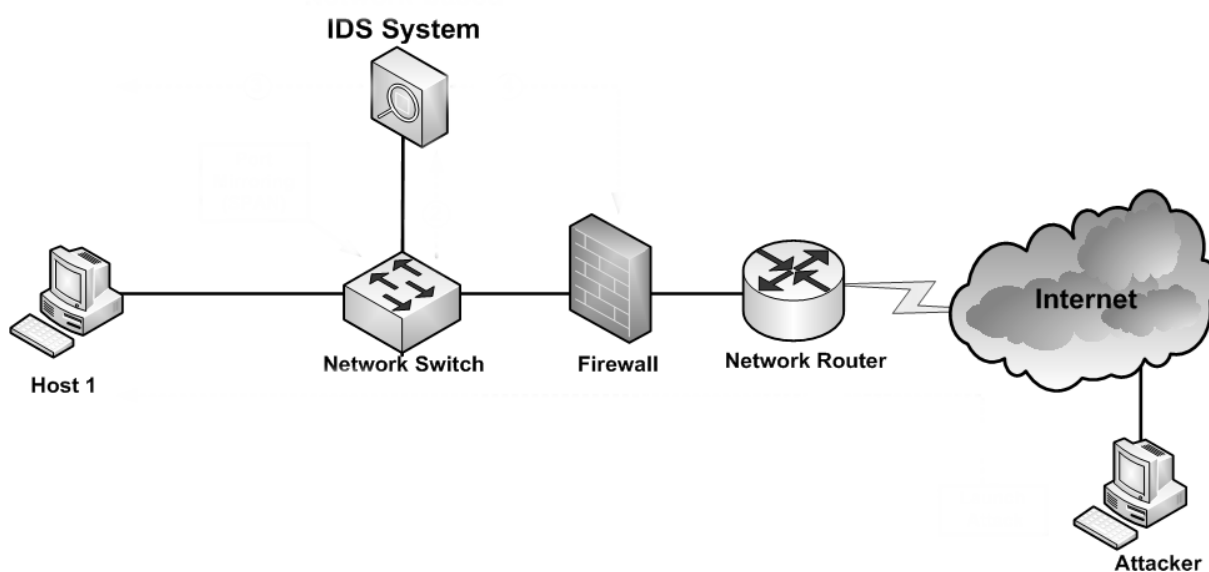 IDS System
Network Switch
Firewall
Network Router
Internet
Host 1
Attacker